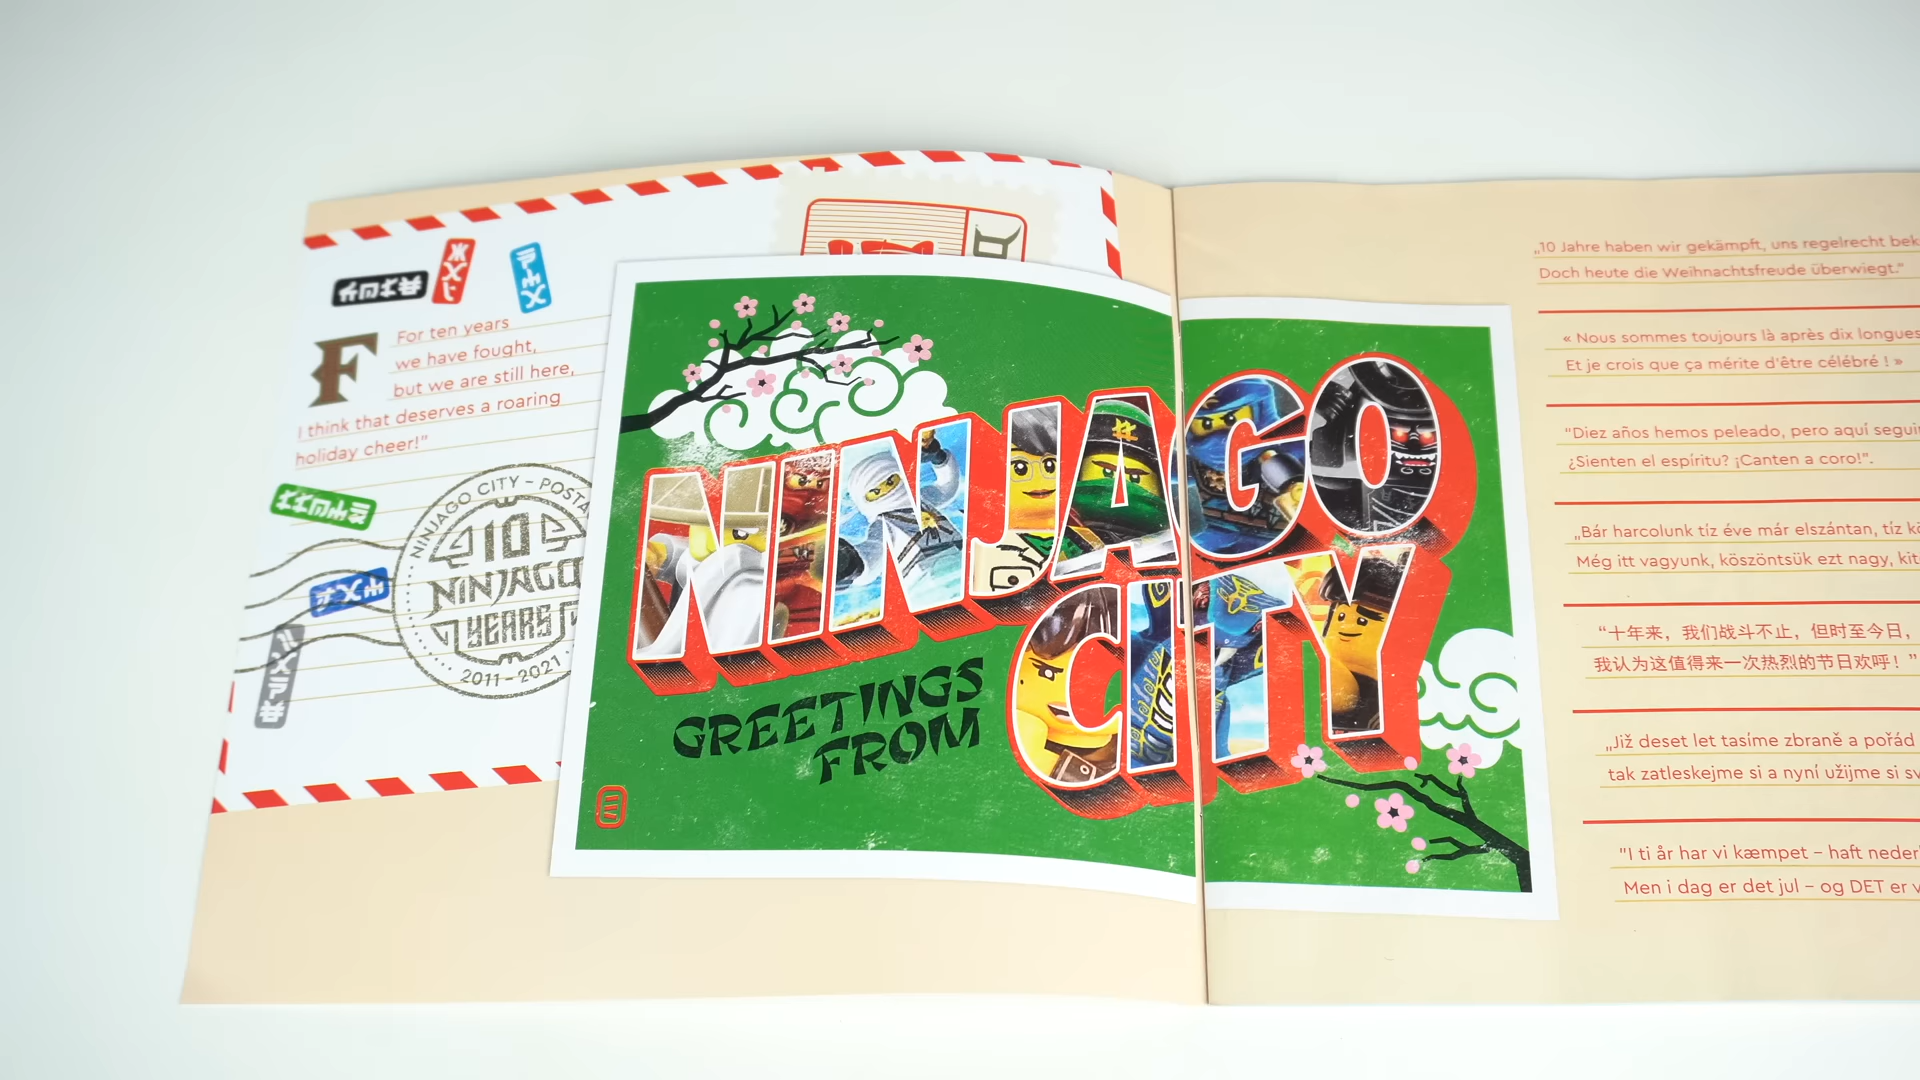 For ten years
we have fought,
but we are still here,
I think that deserves a roaring
holiday cheer!"
NINJAGO CITY - POSTA
10
NINJAGO
YEARS
2011-2021
NINJAGO
CITY
GREETINGS
FROM
„10 Jahre haben wir gekämpft, uns regelrecht bek
Doch heute die Weihnachtsfreude überwiegt."
« Nous sommes toujours là après dix longues
Et je crois que ça mérite d'être célébré ! »
"Diez años hemos peleado, pero aquí segui
¿Sienten el espíritu? ¡Canten a coro!".
„Bár harcolunk tíz éve már elszántan, tíz k
Még itt vagyunk, köszöntsük ezt nagy, kit
“十年来，我们战斗不止，但时至今日，
我认为这值得来一次热烈的节日欢呼！”
„Již deset let tasíme zbraně a pořád
tak zatleskejme si a nyní užijme si sv
"I ti år har vi kæmpet – haft neder
Men i dag er det jul – og DET er v